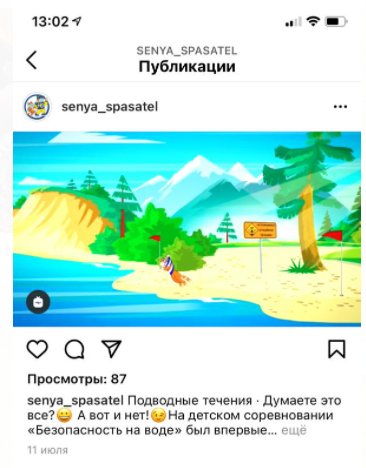 13:02
SENYA_SPASATEL
Публикации
senya_spasatel
Просмотры: 87
senya_spasatel Подводные течения · Думаете это
все?😀 А вот и нет!😉На детском соревновании
«Безопасность на воде» был впервые... ещё
11 июля